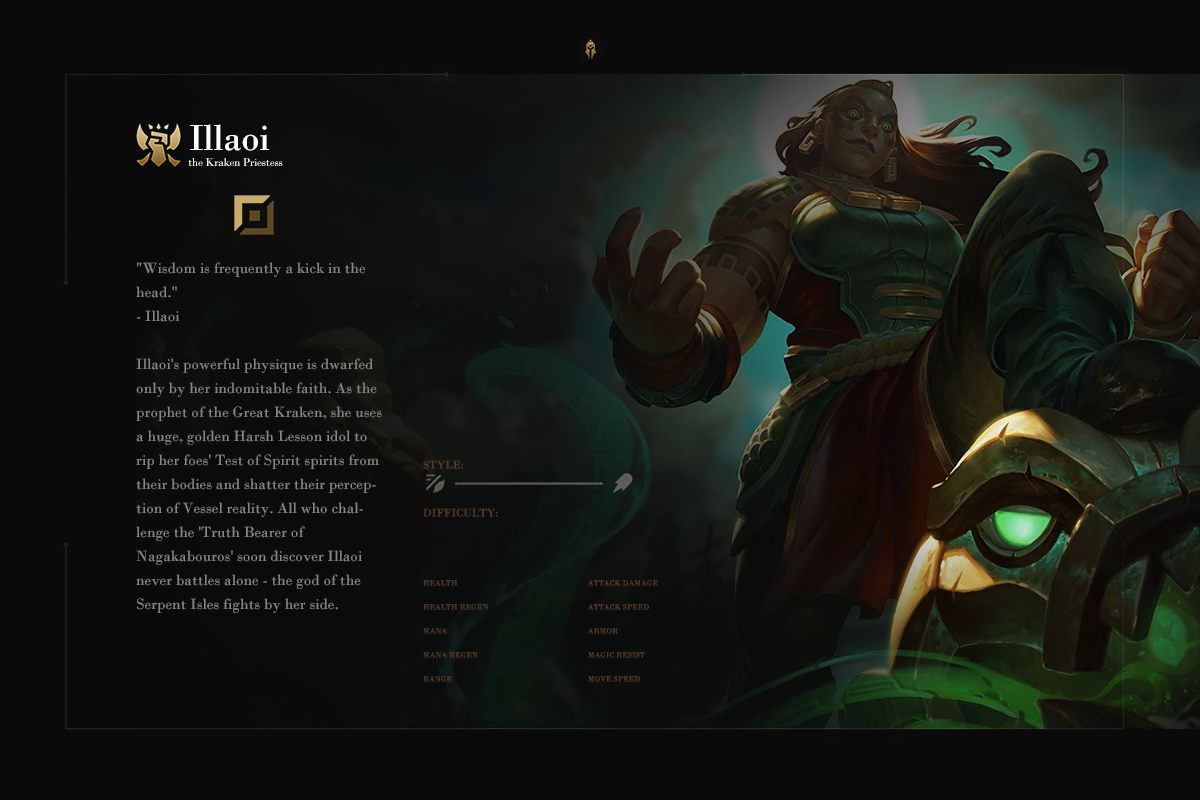 Illaoi
the Kraken Priestess
"Wisdom is frequently a kick in the
head."
- Illaoi
Illaoi's powerful physique is dwarfed
only by her indomitable faith. As the
prophet of the Great Kraken, she uses
a huge, golden Harsh Lesson idol to
rip her foes' Test of Spirit spirits from
their bodies and shatter their percep-
tion of Vessel reality. All who chal-
lenge the 'Truth Bearer of
Nagakabouros' soon discover Illaoi
never battles alone - the god of the
Serpent Isles fights by her side.
STYLE:
DIFFICULTY:
HEALTH
HEALTH REGEN
MANA
MANA REGEN
RANGE
ATTACK DAMAGE
ATTACK SPEED
ARMOR
MAGIC RESIST
MOVE SPEED